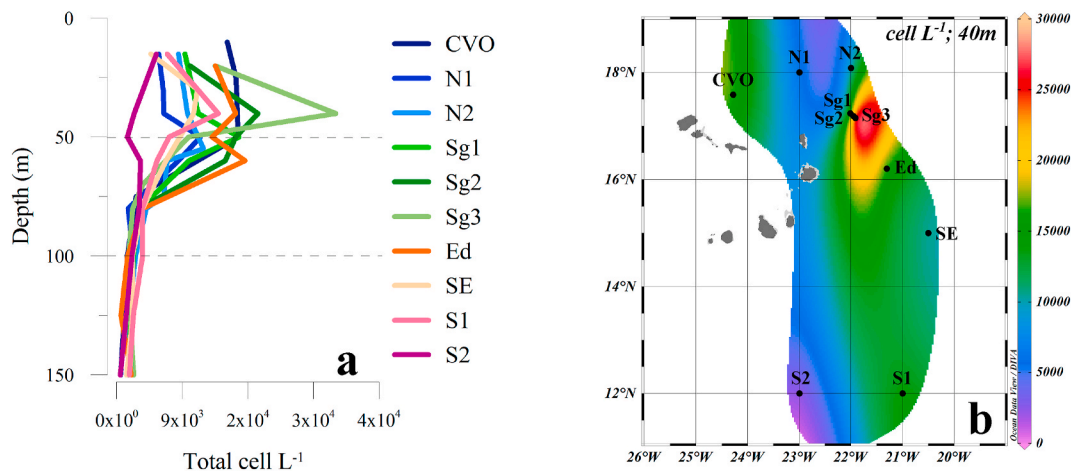 a
0
50
100
150
Depth (m)
0x10⁰
9x10³
2x10⁴
3x10⁴
4x10⁴
Total cell L⁻¹
CVO
N1
N2
Sg1
Sg2
Sg3
Ed
SE
S1
S2
a
b
cell L⁻¹; 40m
18°N
16°N
14°N
12°N
26°W
25°W
24°W
23°W
22°W
21°W
20°W
CVO
N1
N2
Sg1
Sg2
Sg3
Ed
SE
S2
S1
b
Ocean Data View / DIVA
30000
25000
20000
15000
10000
5000
0